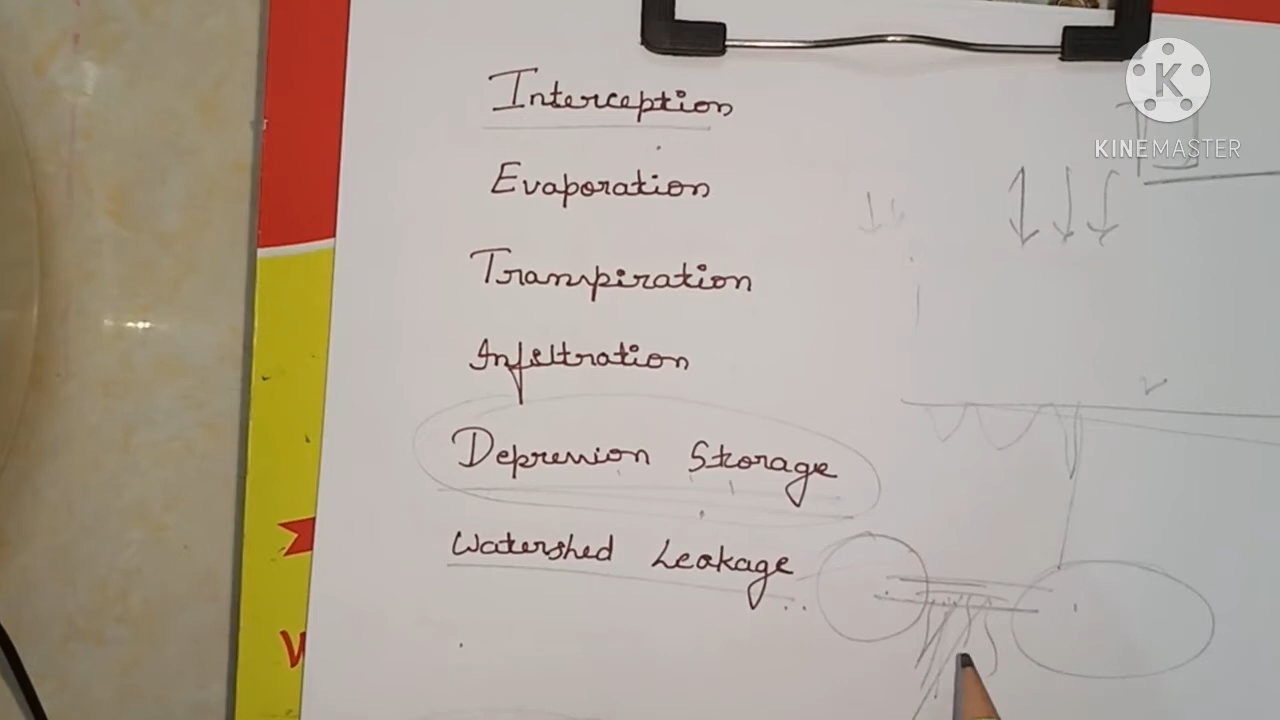 Interception
Evaporation
Transpiration
Infiltration
Depression Storage
Watershed Leakage
K
KINEMASTER